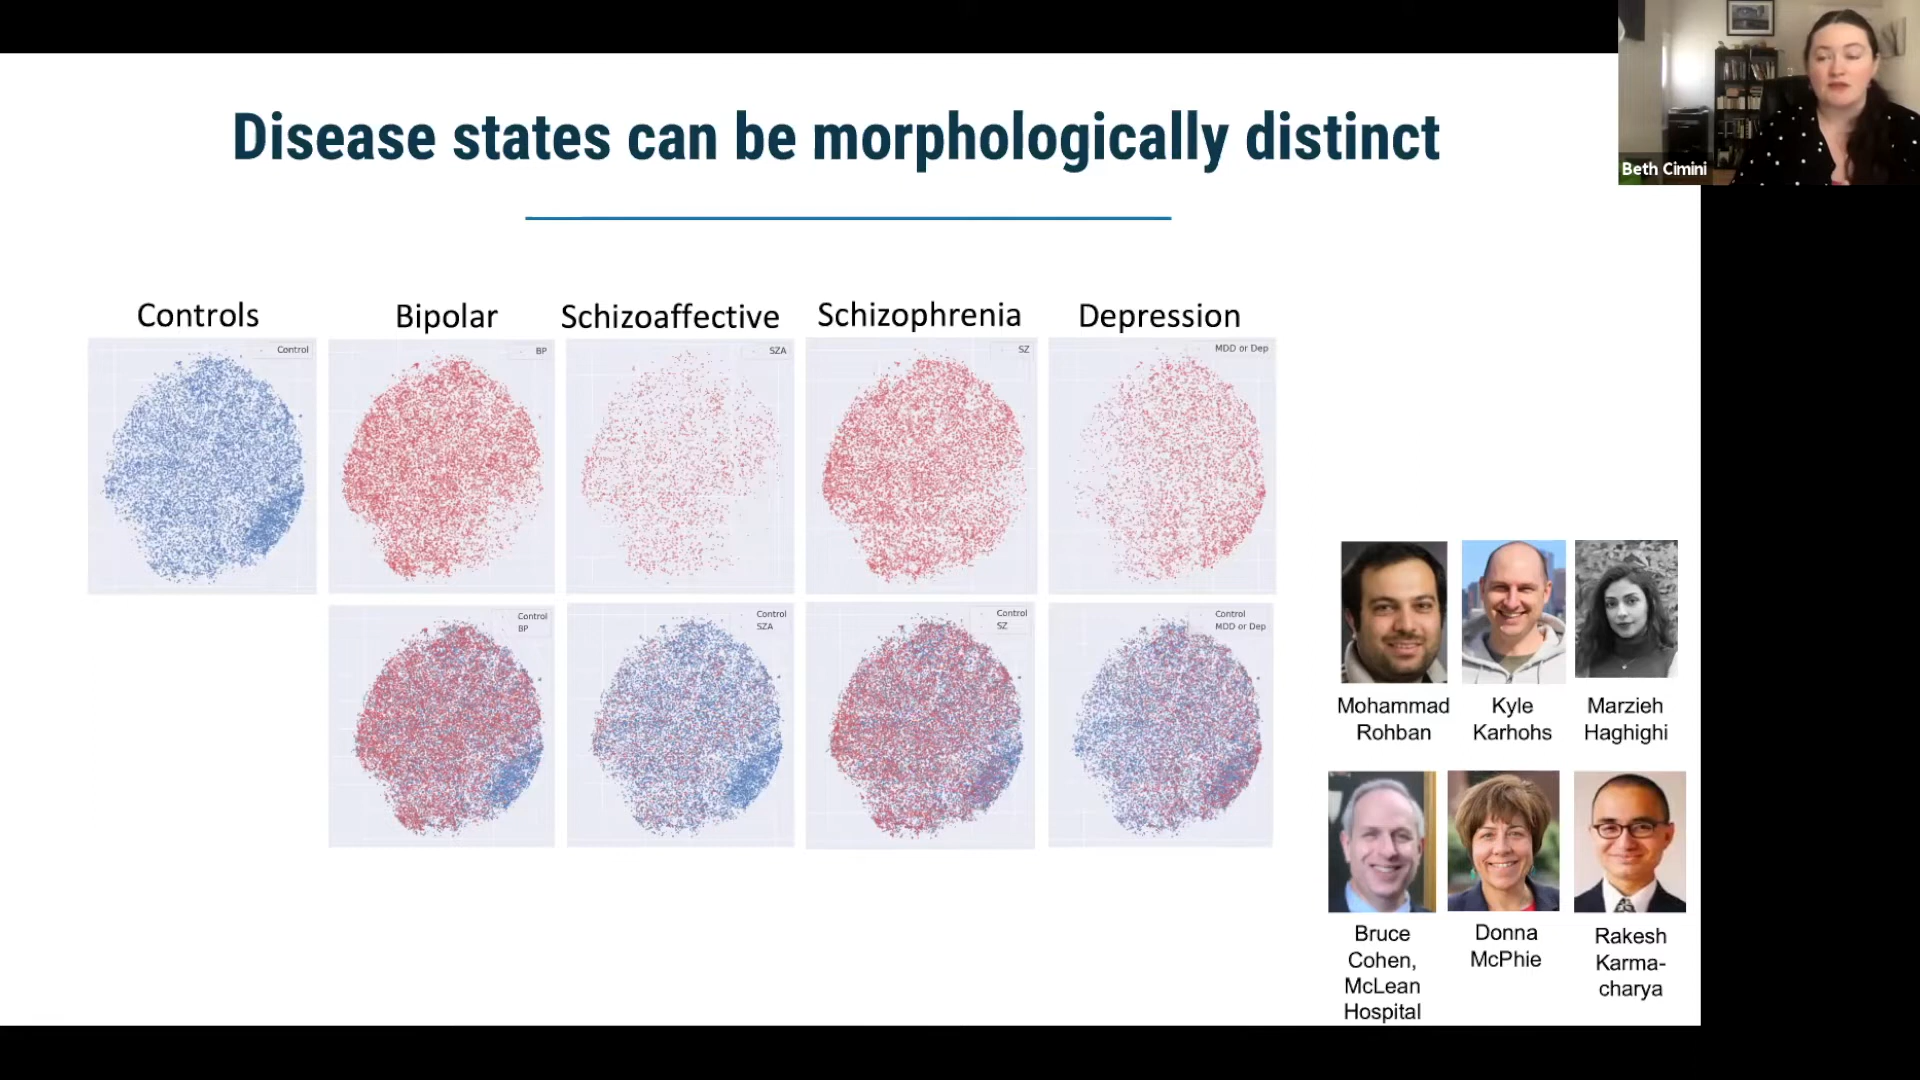 Disease states can be morphologically distinct
Beth Cimini
Controls
Bipolar
Schizoaffective
Schizophrenia
Depression
Control
BP
SZA
SZ
MDD or Dep
Control
BP
Control
SZA
Control
SZ
Control
MDD or Dep
Mohammad
Rohban
Kyle
Karhohs
Marzieh
Haghighi
Bruce
Cohen,
McLean
Hospital
Donna
McPhie
Rakesh
Karma-
charya